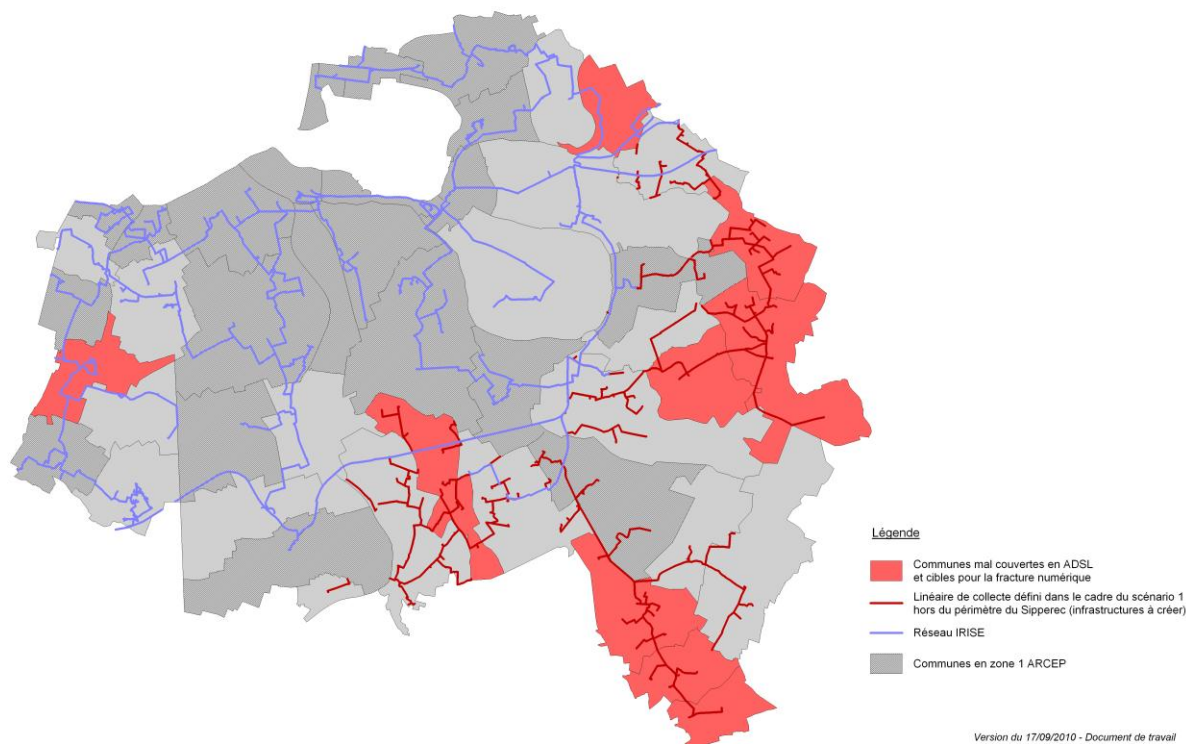 Légende
Communes mal couvertes en ADSL
et cibles pour la fracture numérique
Linéaire de collecte défini dans le cadre du scénario 1
hors du périmètre du Sipperec (infrastructures à créer)
Réseau IRISE
Communes en zone 1 ARCEP
Version du 17/09/2010 - Document de travail